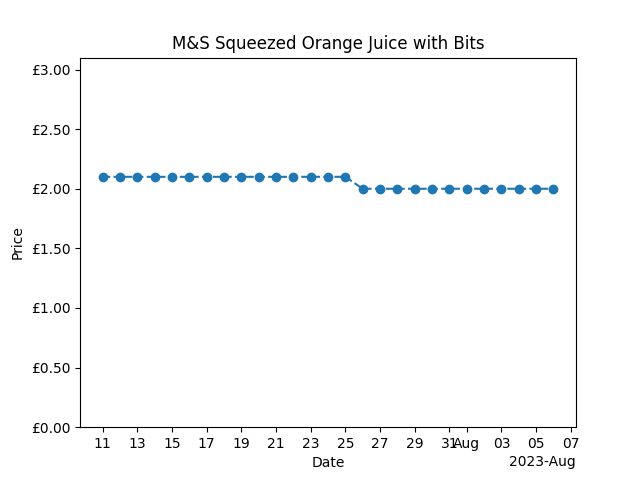 M&S Squeezed Orange Juice with Bits
£3.00
£2.50
£2.00
£1.50
£1.00
£0.50
£0.00
Price
11 13 15 17 19 21 23 25 27 29 31 Aug 03 05 07
Date
2023-Aug